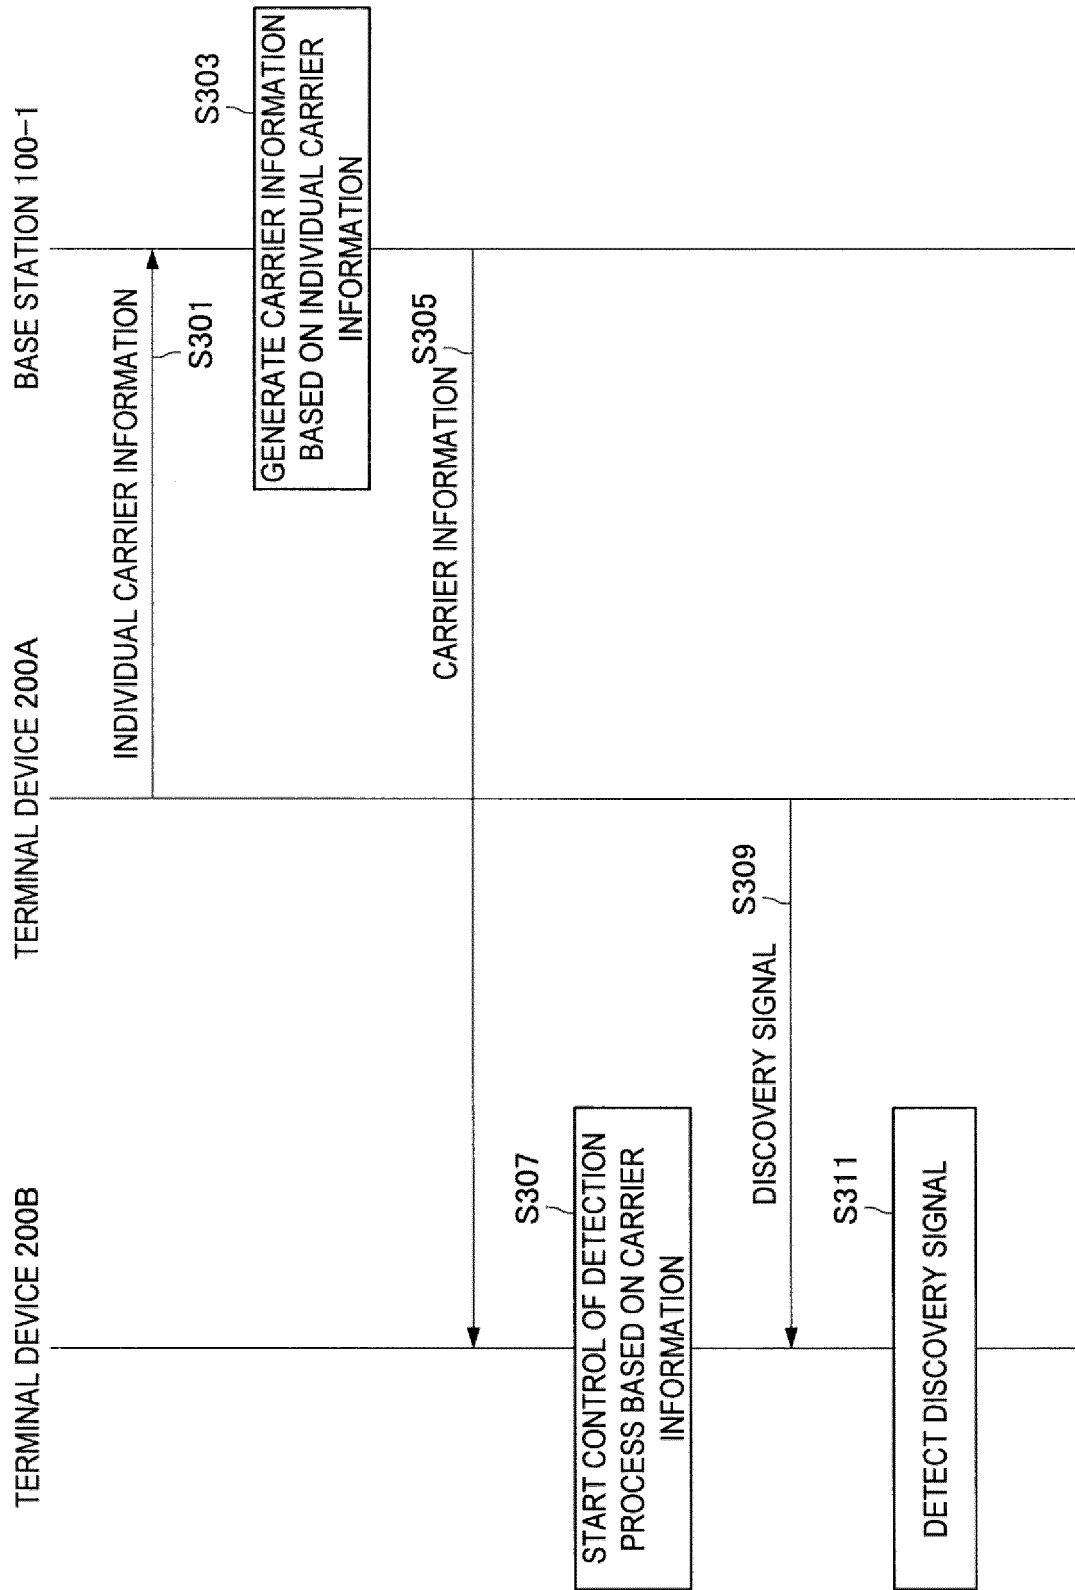 TERMINAL DEVICE 200B
TERMINAL DEVICE 200A
BASE STATION 100-1
INDIVIDUAL CARRIER INFORMATION
S301
S303
GENERATE CARRIER INFORMATION
BASED ON INDIVIDUAL CARRIER
INFORMATION
CARRIER INFORMATION
S305
S307
START CONTROL OF DETECTION
PROCESS BASED ON CARRIER
INFORMATION
DISCOVERY SIGNAL
S309
S311
DETECT DISCOVERY SIGNAL